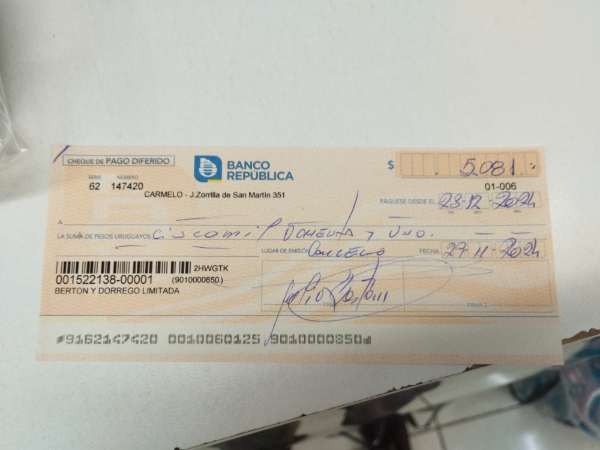 CHEQUE DE PAGO DIFERIDO
SERIE NÚMERO
62 147420
BANCO
REPÚBLICA
$ 5.081.-
01-006
CARMELO - J.Zorrilla de San Martín 351
PÁGUESE DESDE EL 23 12 2024
A
LA SUMA DE PESOS URUGUAYOS Cincomil Ochenta y Uno.
LUGAR DE EMISIÓN Carmelo
FECHA 27 11 2024
2HWGTK
001522138-00001 (9010000850)
BERTON Y DORREGO LIMITADA
FIRMA 2
9162147420 0010060125 9010000850